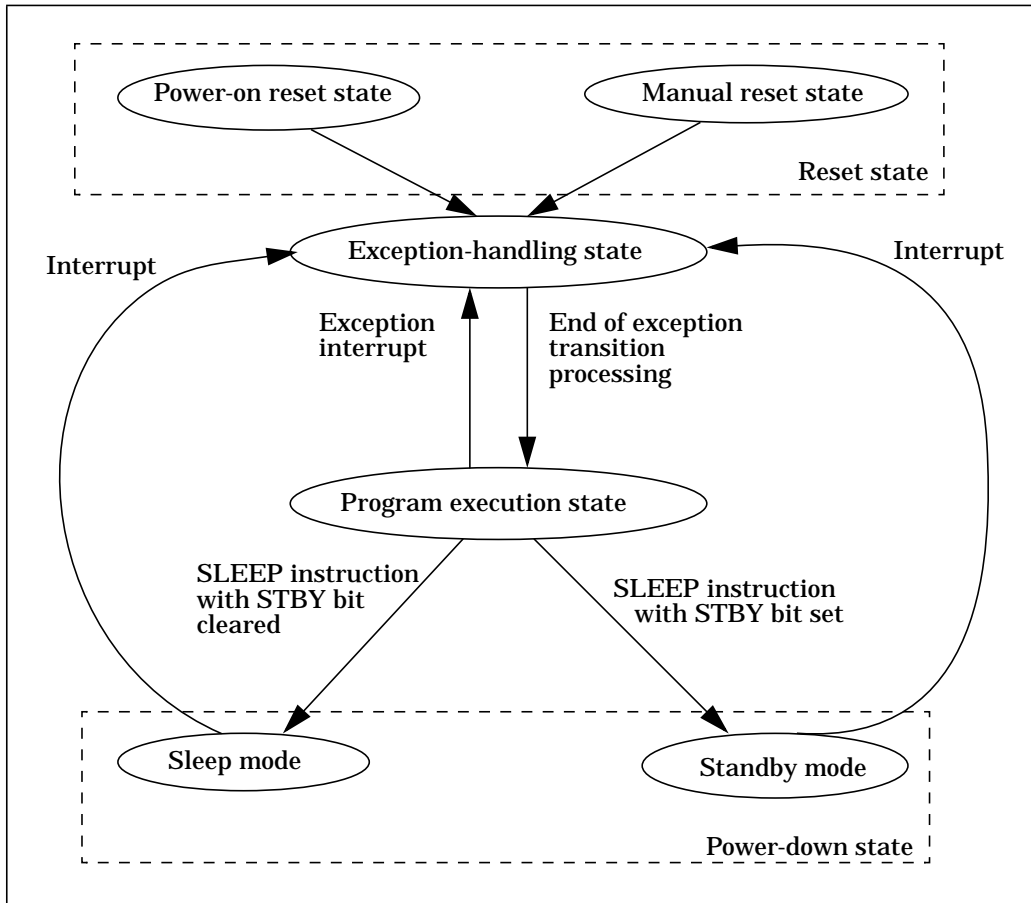 Power-on reset state
Manual reset state
Reset state
Exception-handling state
Interrupt
Interrupt
Exception
interrupt
End of exception
transition
processing
Program execution state
SLEEP instruction
with STBY bit
cleared
SLEEP instruction
with STBY bit set
Sleep mode
Standby mode
Power-down state